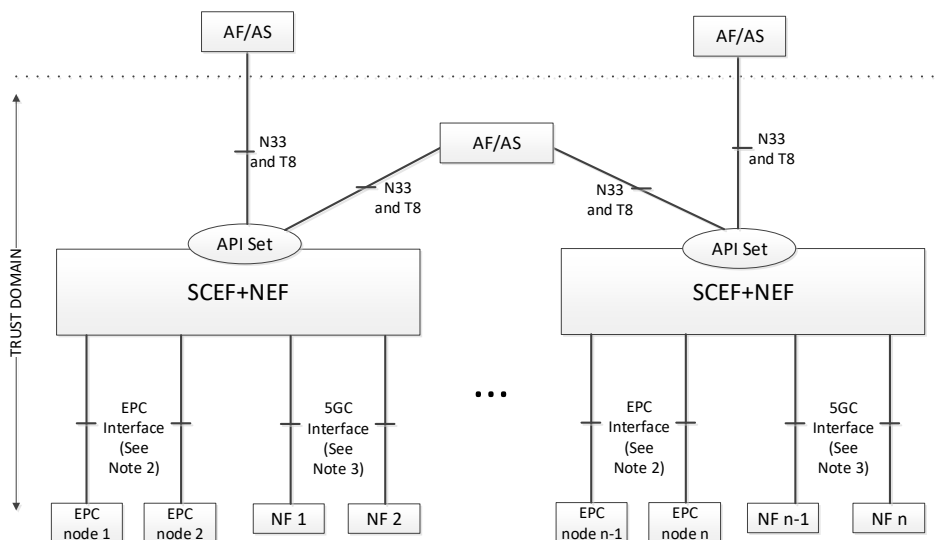 AF/AS
AF/AS
N33
and T8
AF/AS
N33
and T8
N33
and T8
N33
and T8
API Set
API Set
SCEF+NEF
SCEF+NEF
TRUST DOMAIN
...
EPC
Interface
(See
Note 2)
5GC
Interface
(See
Note 3)
EPC
Interface
(See
Note 2)
5GC
Interface
(See
Note 3)
EPC
node 1
EPC
node 2
NF 1
NF 2
EPC
node n-1
EPC
node n
NF n-1
NF n